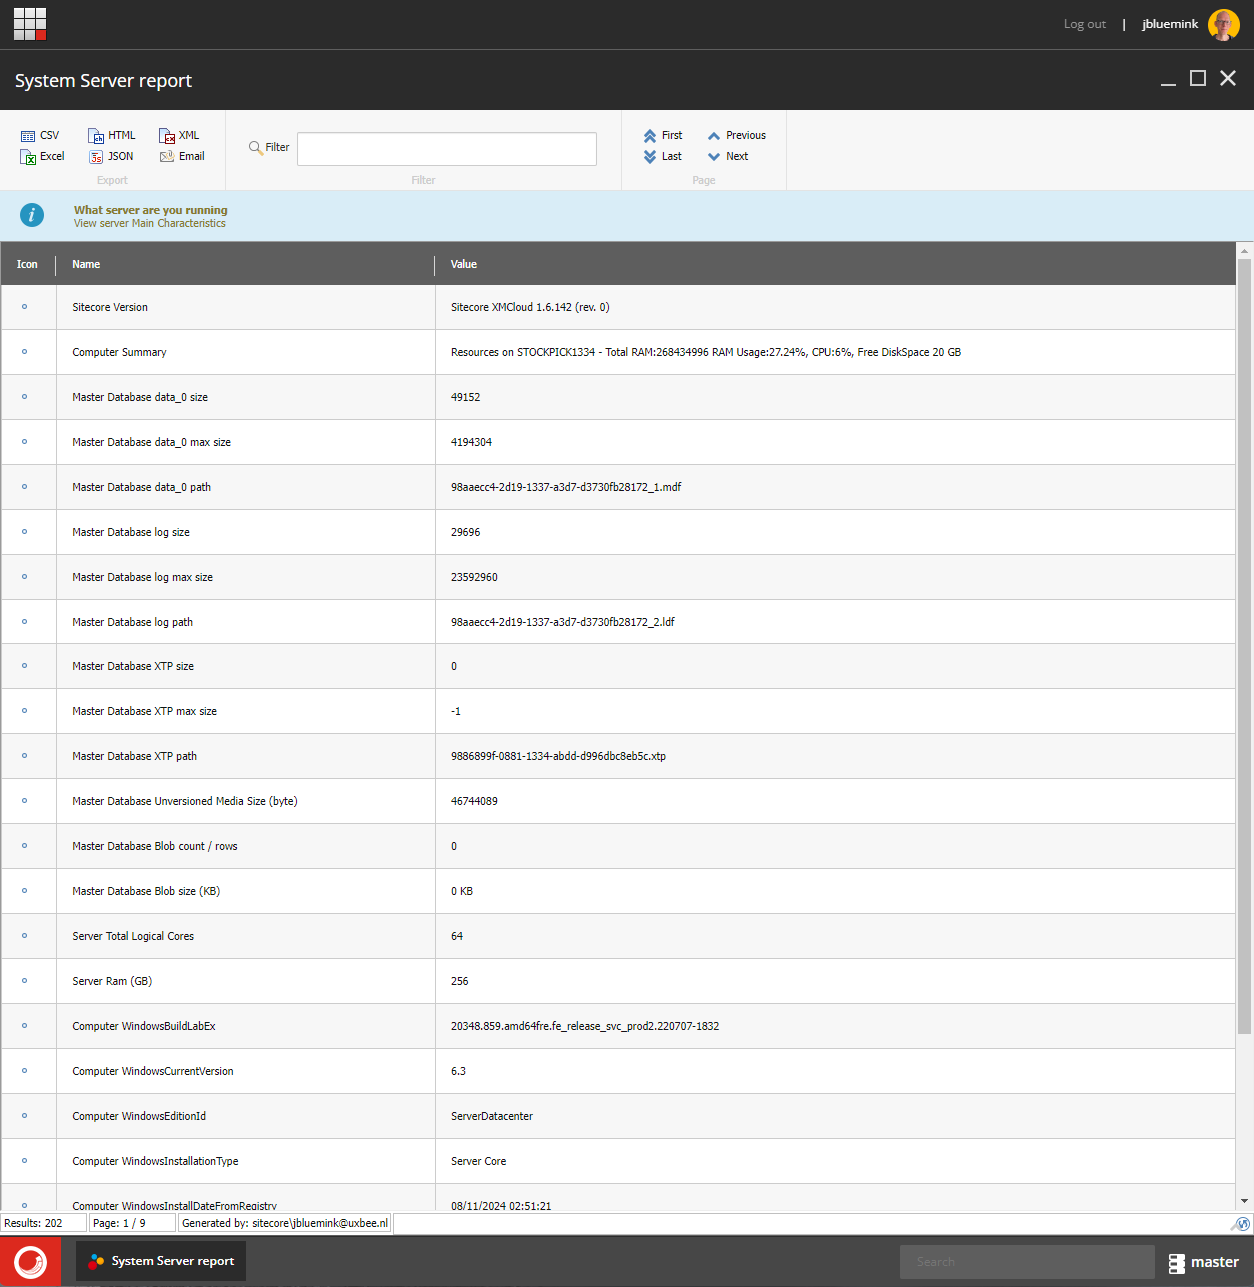 Log out | jbluemink
System Server report
CSV HTML XML
Excel JSON Email
Export
Filter
Filter
First Previous
Last Next
Page
What server are you running
View server Main Characteristics
Icon Name Value
Sitecore Version Sitecore XMCloud 1.6.142 (rev. 0)
Computer Summary Resources on STOCKPICK1334 - Total RAM:268434996 RAM Usage:27.24%, CPU:6%, Free DiskSpace 20 GB
Master Database data_0 size 49152
Master Database data_0 max size 4194304
Master Database data_0 path 98aaecc4-2d19-1337-a3d7-d3730fb28172_1.mdf
Master Database log size 29696
Master Database log max size 23592960
Master Database log path 98aaecc4-2d19-1337-a3d7-d3730fb28172_2.ldf
Master Database XTP size 0
Master Database XTP max size -1
Master Database XTP path 9886899f-0881-1334-abdd-d996dbc8eb5c.xtp
Master Database Unversioned Media Size (byte) 46744089
Master Database Blob count / rows 0
Master Database Blob size (KB) 0 KB
Server Total Logical Cores 64
Server Ram (GB) 256
Computer WindowsBuildLabEx 20348.859.amd64fre.fe_release_svc_prod2.220707-1832
Computer WindowsCurrentVersion 6.3
Computer WindowsEditionId ServerDatacenter
Computer WindowsInstallationType Server Core
Computer WindowsInstallDateFromRegistry 08/11/2024 02:51:21
Results: 202 Page: 1 / 9 Generated by: sitecore\jbluemink@uxbee.nl
System Server report Search master